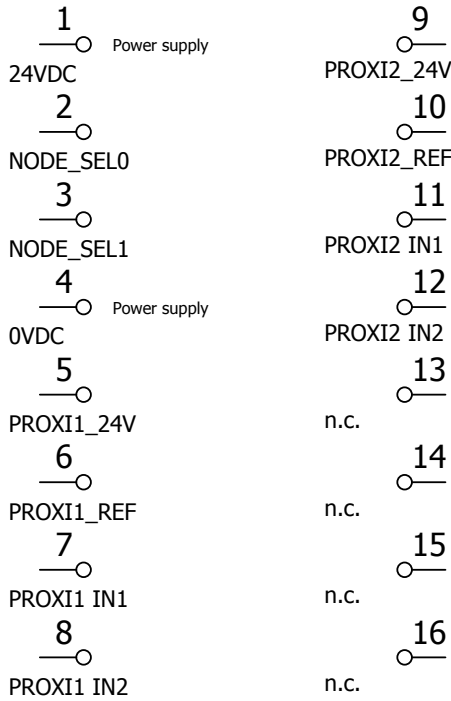 1
Power supply
24VDC
2
NODE_SEL0
3
NODE_SEL1
4
Power supply
0VDC
5
PROXI1_24V
6
PROXI1_REF
7
PROXI1 IN1
8
PROXI1 IN2
9
PROXI2_24V
10
PROXI2_REF
11
PROXI2 IN1
12
PROXI2 IN2
13
n.c.
14
n.c.
15
n.c.
16
n.c.